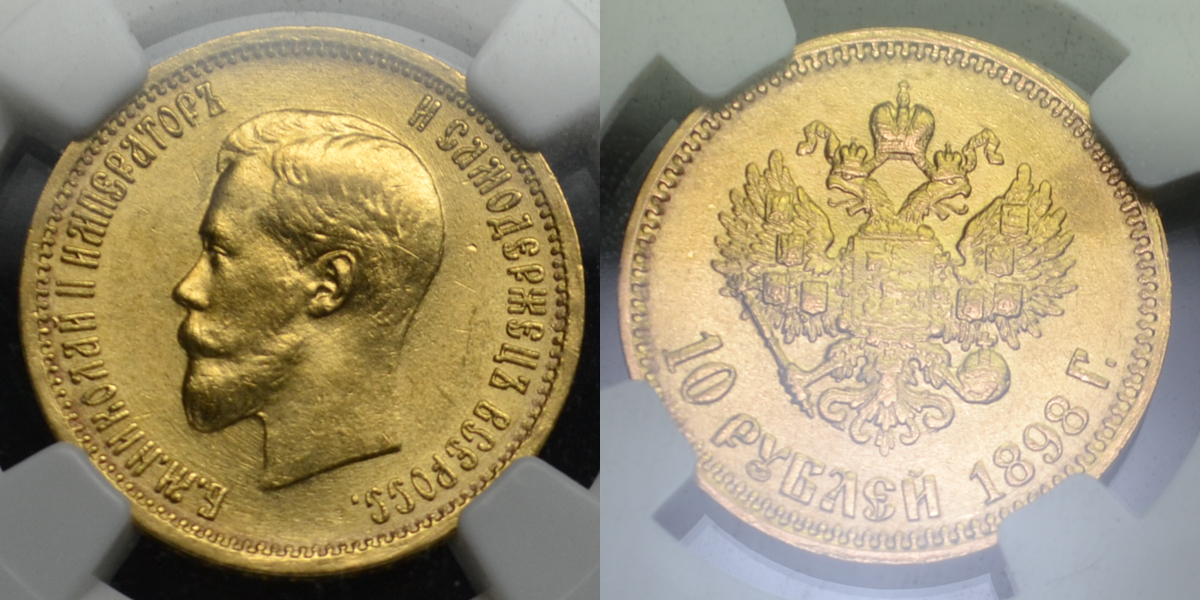 Б.М.НИКОЛАЙ II ИМПЕРАТОРЪ И САМОДЕРЖЕЦЪ ВСЕРОСС.
10 РУБЛЕЙ 1898 Г.